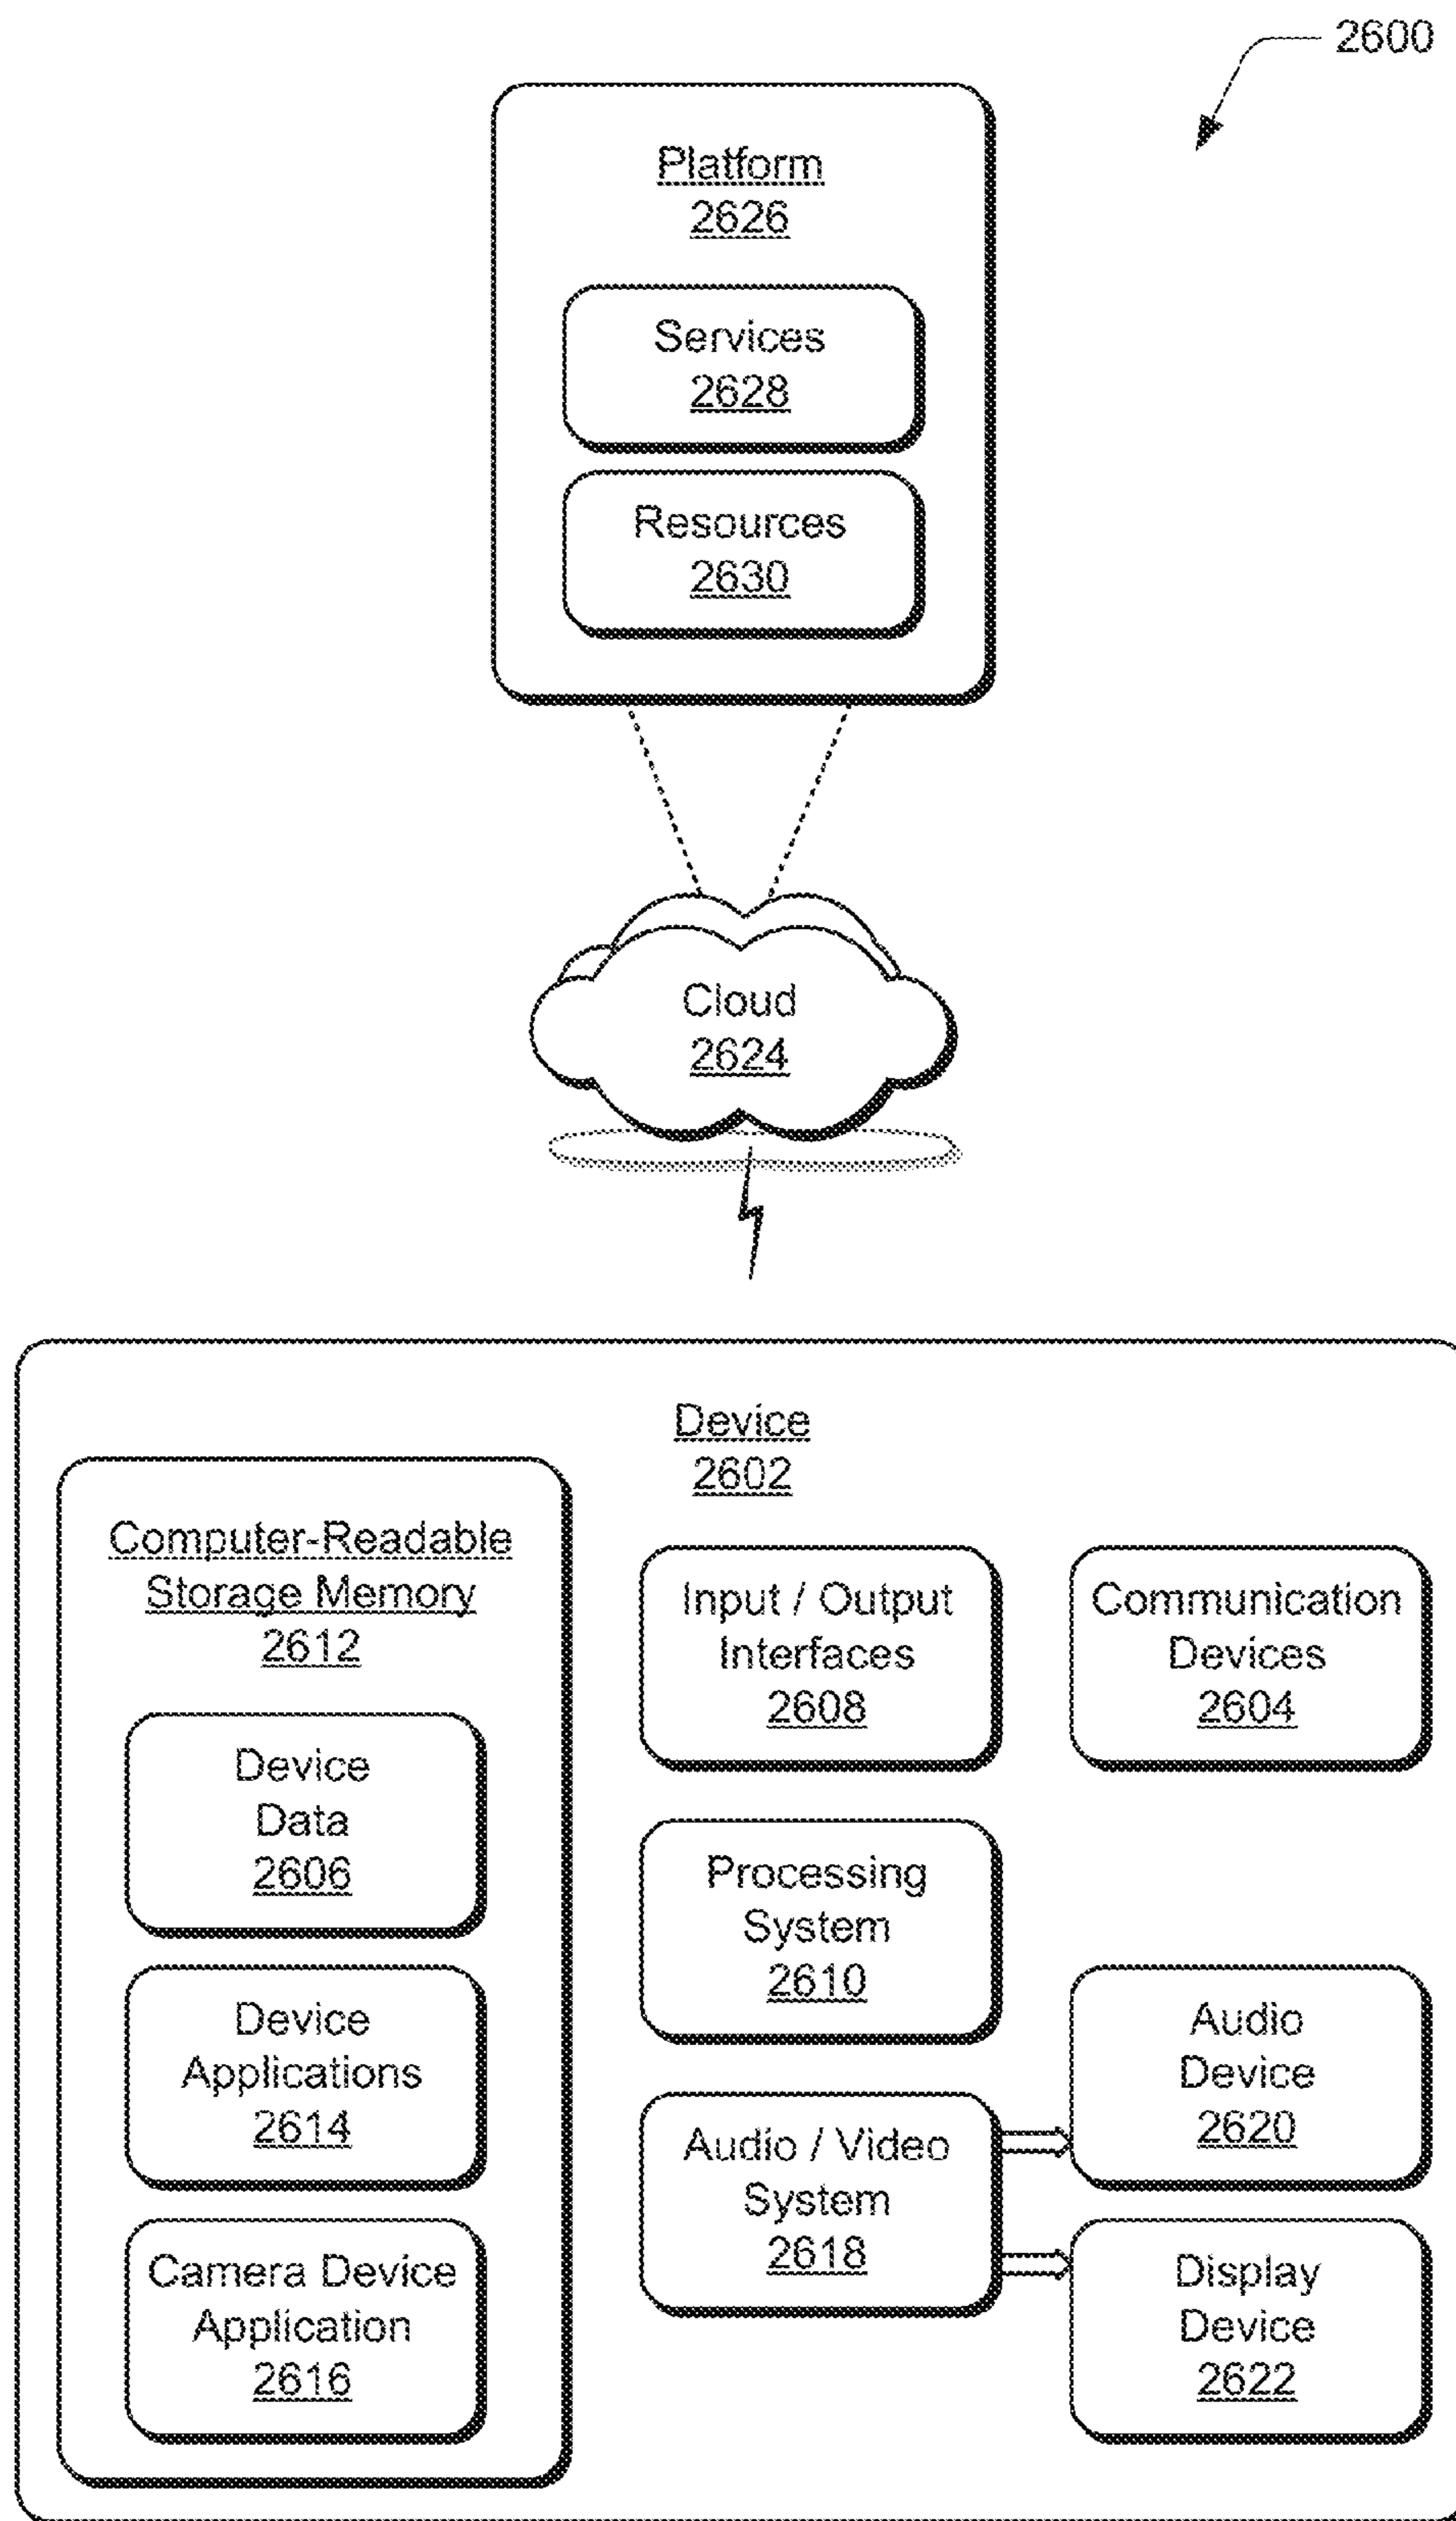 2600
Platform
2626
Services
2628
Resources
2630
Cloud
2624
Device
2602
Computer-Readable
Storage Memory
2612
Device
Data
2606
Device
Applications
2614
Camera Device
Application
2616
Input / Output
Interfaces
2608
Processing
System
2610
Audio / Video
System
2618
Communication
Devices
2604
Audio
Device
2620
Display
Device
2622